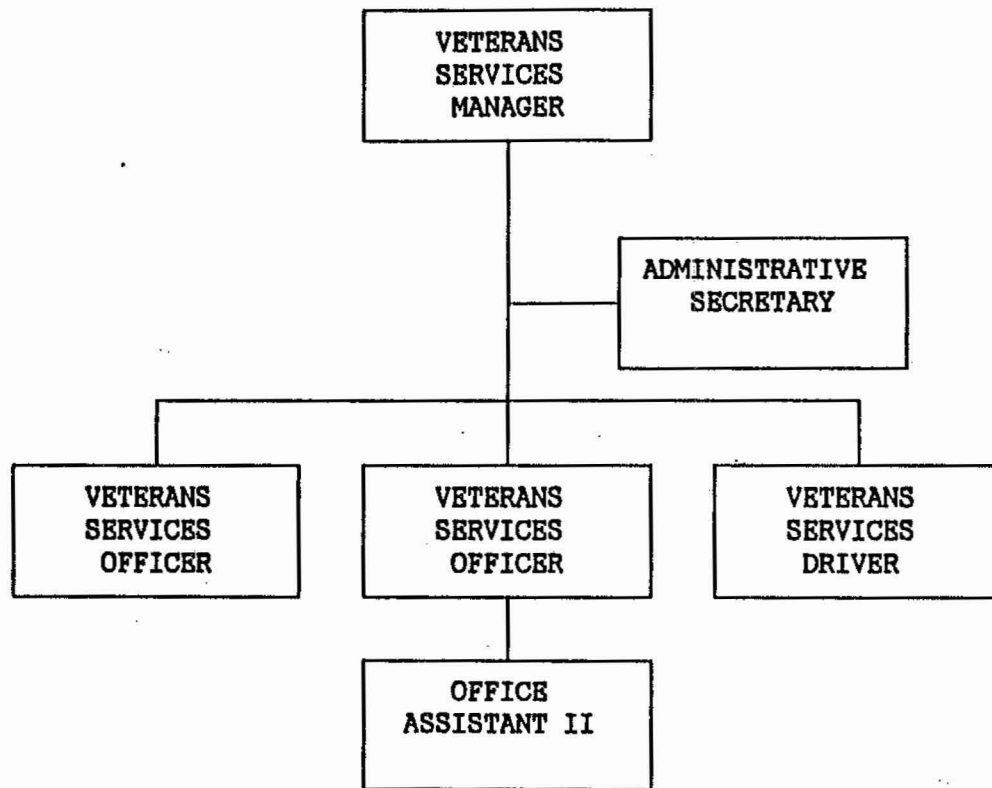 VETERANS
SERVICES
MANAGER
ADMINISTRATIVE
SECRETARY
VETERANS
SERVICES
OFFICER
VETERANS
SERVICES
OFFICER
VETERANS
SERVICES
DRIVER
OFFICE
ASSISTANT II